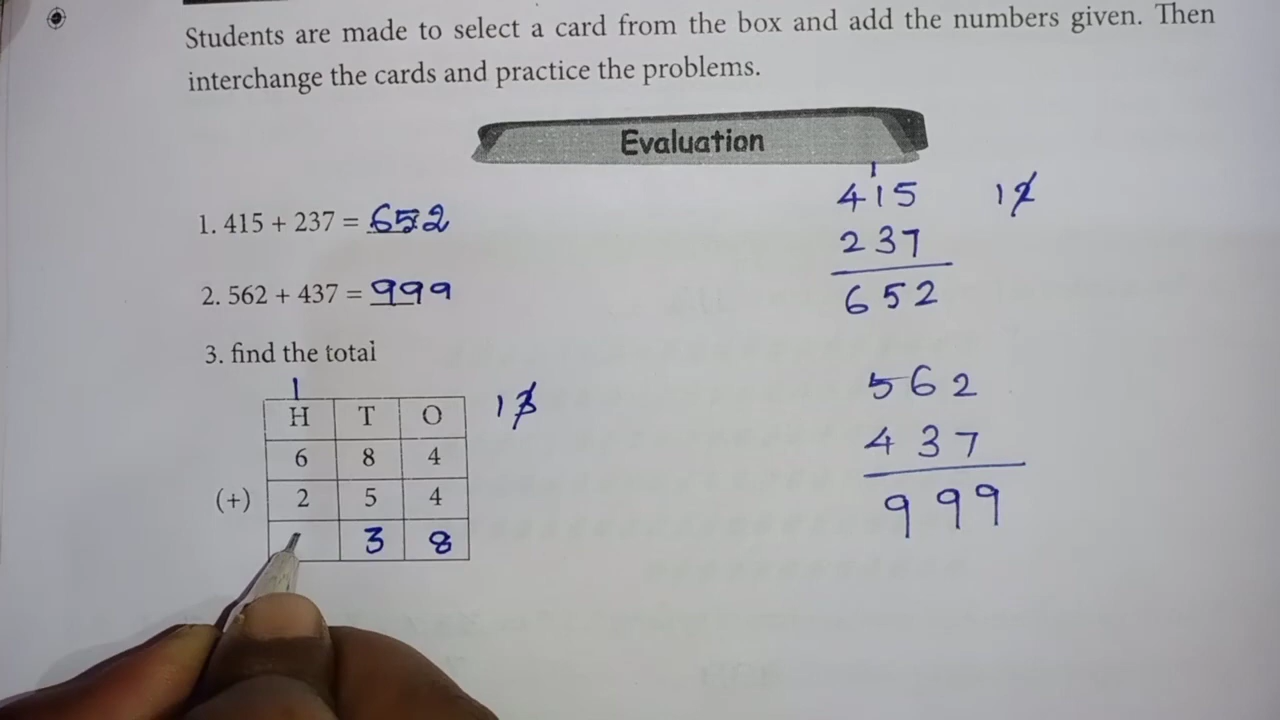 Students are made to select a card from the box and add the numbers given. Then
interchange the cards and practice the problems.
Evaluation
1. 415 + 237 = 652
2. 562 + 437 = 999
3. find the total
1
H T O
6 8 4
(+) 2 5 4
3 8
13
1
415
237
652
12
562
437
999